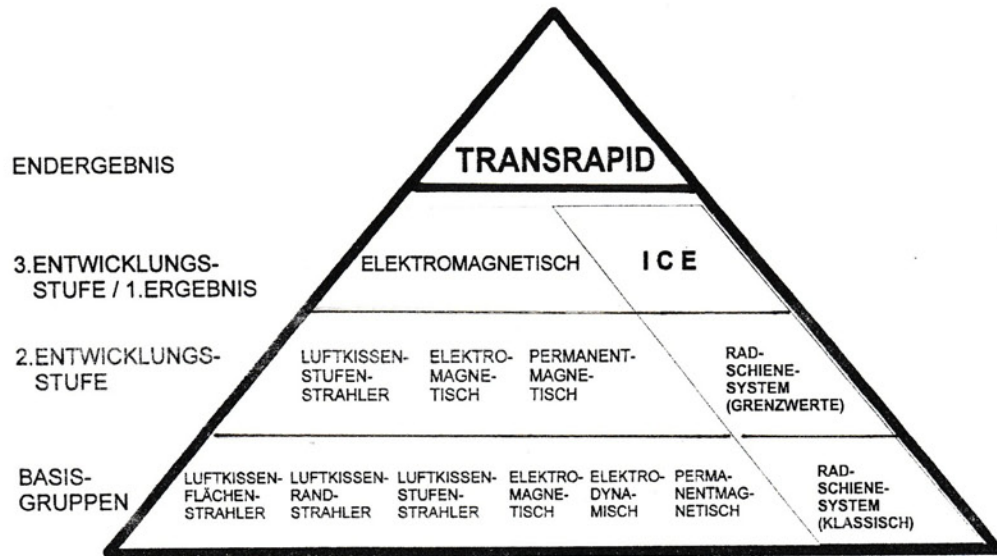 ENDERGEBNIS
TRANSRAPID
3.ENTWICKLUNGS-
STUFE / 1.ERGEBNIS
ELEKTROMAGNETISCH
ICE
2.ENTWICKLUNGS-
STUFE
LUFTKISSEN-
STUFEN-
STRAHLER
ELEKTRO-
MAGNE-
TISCH
PERMANENT-
MAGNE-
TISCH
RAD-
SCHIENE-
SYSTEM
(GRENZWERTE)
BASIS-
GRUPPEN
LUFTKISSEN-
FLÄCHEN-
STRAHLER
LUFTKISSEN-
RAND-
STRAHLER
LUFTKISSEN-
STUFEN-
STRAHLER
ELEKTRO-
MAGNE-
TISCH
ELEKTRO-
DYNA-
MISCH
PERMA-
NENTMAG-
NETISCH
RAD-
SCHIENE-
SYSTEM
(KLASSISCH)